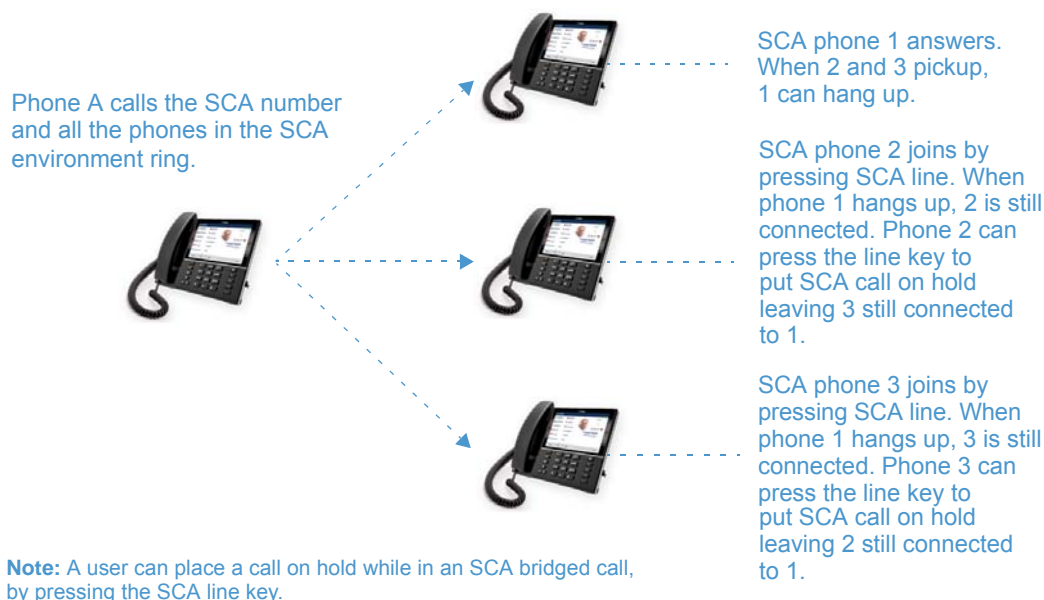 Phone A calls the SCA number
and all the phones in the SCA
environment ring.
SCA phone 1 answers.
When 2 and 3 pickup,
1 can hang up.
SCA phone 2 joins by
pressing SCA line. When
phone 1 hangs up, 2 is still
connected. Phone 2 can
press the line key to
put SCA call on hold
leaving 3 still connected
to 1.
SCA phone 3 joins by
pressing SCA line. When
phone 1 hangs up, 3 is still
connected. Phone 3 can
press the line key to
put SCA call on hold
leaving 2 still connected
to 1.
Note: A user can place a call on hold while in an SCA bridged call,
by pressing the SCA line key.